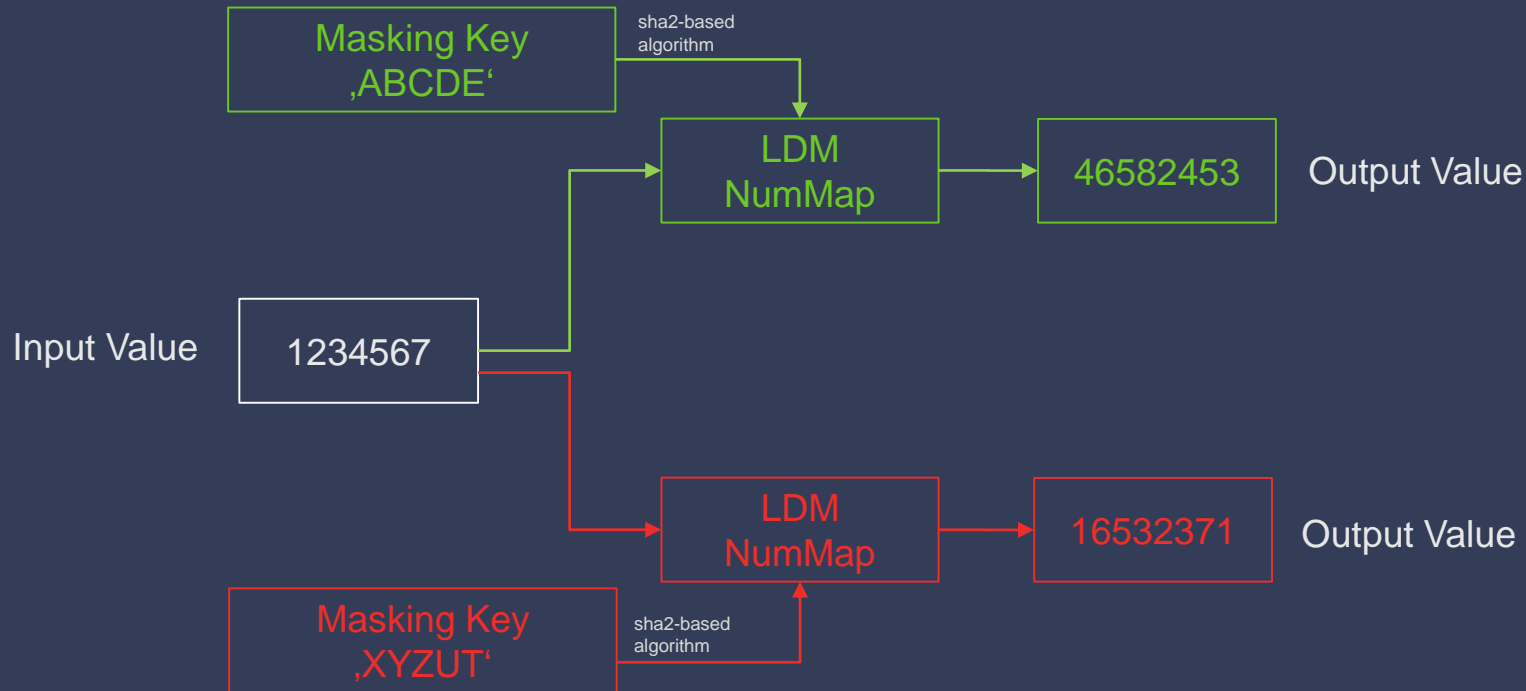 Masking Key
‚ABCDE‘
sha2-based
algorithm
LDM
NumMap
46582453
Output Value
Input Value
1234567
LDM
NumMap
16532371
Output Value
Masking Key
‚XYZUT‘
sha2-based
algorithm